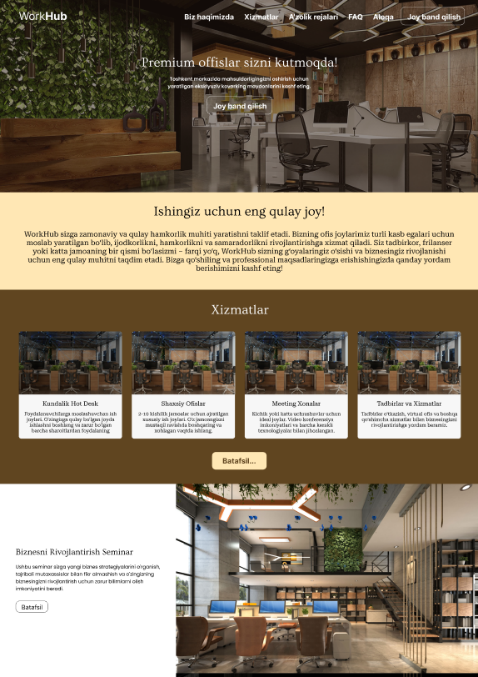 WorkHub
Biz haqimizda Xizmatlar A'zolik rejalari FAQ Aloqa Joy band qilish
Premium offislar sizni kutmoqda!
Toshkent markazida mahsuldorligingizni oshirish uchun
yaratilgan eksklyuziv kovorking maydonlarini kashf eting.
Joy band qilish
Ishingiz uchun eng qulay joy!
WorkHub sizga zamonaviy va qulay hamkorlik muhiti yaratishni taklif etadi. Bizning ofis joylarimiz turli kasb egalari uchun
moslab yaratilgan bo'lib, ijodkorlikni, hamkorlikni va samaradorlikni rivojlantirishga xizmat qiladi. Siz tadbirkor, frilanser
yoki katta jamoaning bir qismi bo'lasizmi – farqi yo'q, WorkHub sizning g'oyalaringiz o'sishi va biznesingiz rivojlanishi
uchun eng qulay muhitni taqdim etadi. Bizga qo'shiling va professional maqsadlaringizga erishishingizda qanday yordam
berishimizni kashf eting!
Xizmatlar
Kundalik Hot Desk
Foydalanuvchilarga moslashuvchan ish
joylari. O'zingizga qulay bo'lgan joyda
ishlashni boshlang va zarur bo'lgan
barcha sharoitlardan foydalaning
Shaxsiy Ofislar
2-10 kishilik jamoalar uchun ajratilgan
xususiy ish joylari. O'z jamoangizni
mustaqil ravishda boshqaring va
xohlagan vaqtda ishlang.
Meeting Xonalar
Kichik yoki katta uchrashuvlar uchun
ideal joylar. Video konferensiya
imkoniyatlari va barcha kerakli
texnologiyalar bilan jihozlangan.
Tadbirlar va Xizmatlar
Tadbirlar o'tkazish, virtual ofis va boshqa
qo'shimcha xizmatlar bilan biznesingizni
rivojlantirishga yordam beramiz.
Batafsil...
Biznesni Rivojlantirish Seminar
Ushbu seminar sizga yangi biznes strategiyalarini o'rganish,
tajribali mutaxassislar bilan fikr almashish va o'zingizning
biznesingizni rivojlantirish uchun zarur bilimlarni olish
imkoniyatini beradi.
Batafsil